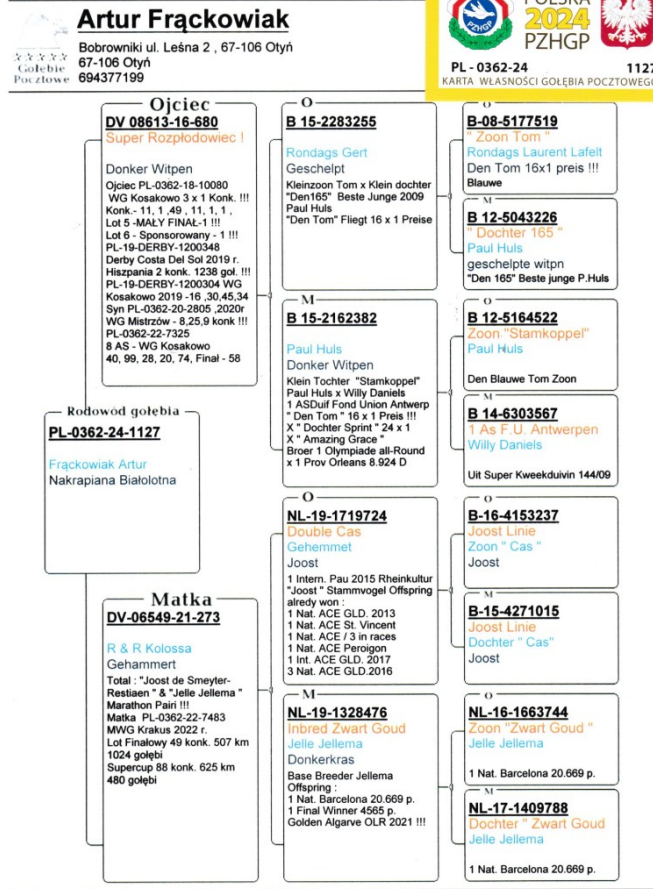 Artur Frąckowiak
Bobrowniki ul. Leśna 2 , 67-106 Otyń
67-106 Otyń
694377199
Gołebie
Pocztowe
PZHGP
POLSKA
2024
PZHGP
PL - 0362-24 1127
KARTA WŁASNOŚCI GOŁĘBIA POCZTOWEGO
Rodowód gołębia
PL-0362-24-1127
Frąckowiak Artur
Nakrapiana Białolotna
Ojciec
DV 08613-16-680
Super Rozpłodowiec !
Donker Witpen
Ojciec PL-0362-18-10080
WG Kosakowo 3 x 1 Konk. !!!
Konk.- 11, 1 ,49 , 11, 1, 1 ,
Lot 5 -MAŁY FINAŁ-1 !!!
Lot 6 - Sponsorowany - 1 !!!
PL-19-DERBY-1200348
Derby Costa Del Sol 2019 r.
Hiszpania 2 konk. 1238 goł. !!!
PL-19-DERBY-1200304 WG
Kosakowo 2019 -16 ,30,45,34
Syn PL-0362-20-2805 ,2020r
WG Mistrzów - 8,25,9 konk !!!
PL-0362-22-7325
8 AS - WG Kosakowo
40, 99, 28, 20, 74, Finał - 58
Matka
DV-06549-21-273
R & R Kolossa
Gehammert
Total : "Joost de Smeyter-
Restiaen " & "Jelle Jellema "
Marathon Pairi !!!
Matka PL-0362-22-7483
MWG Krakus 2022 r.
Lot Finałowy 49 konk. 507 km
1024 gołębi
Supercup 88 konk. 625 km
480 gołębi
O
B 15-2283255
Rondags Gert
Geschelpt
Kleinzoon Tom x Klein dochter
"Den165" Beste Junge 2009
Paul Huls
"Den Tom" Fliegt 16 x 1 Preise
M
B 15-2162382
Paul Huls
Donker Witpen
Klein Tochter "Stamkoppel"
Paul Huls x Willy Daniels
1 ASDuif Fond Union Antwerp
" Den Tom " 16 x 1 Preis !!!
X " Dochter Sprint " 24 x 1
X " Amazing Grace "
Broer 1 Olympiade all-Round
x 1 Prov Orleans 8.924 D
O
NL-19-1719724
Double Cas
Gehemmet
Joost
1 Intern. Pau 2015 Rheinkultur
"Joost " Stammvogel Offspring
alredy won :
1 Nat. ACE GLD. 2013
1 Nat. ACE St. Vincent
1 Nat. ACE / 3 in races
1 Nat. ACE Peroigon
1 Int. ACE GLD. 2017
3 Nat. ACE GLD.2016
M
NL-19-1328476
Inbred Zwart Goud
Jelle Jellema
Donkerkras
Base Breeder Jellema
Offspring :
1 Nat. Barcelona 20.669 p.
1 Final Winner 4565 p.
Golden Algarve OLR 2021 !!!
O
B-08-5177519
" Zoon Tom "
Rondags Laurent Lafelt
Den Tom 16x1 preis !!!
Blauwe
M
B 12-5043226
" Dochter 165 "
Paul Huls
geschelpte witpn
"Den 165" Beste junge P.Huls
O
B 12-5164522
Zoon "Stamkoppel"
Paul Huls
Den Blauwe Tom Zoon
M
B 14-6303567
1 As F.U. Antwerpen
Willy Daniels
Uit Super Kweekduivin 144/09
O
B-16-4153237
Joost Linie
Zoon " Cas "
Joost
M
B-15-4271015
Joost Linie
Dochter " Cas"
Joost
O
NL-16-1663744
Zoon "Zwart Goud "
Jelle Jellema
1 Nat. Barcelona 20.669 p.
M
NL-17-1409788
Dochter " Zwart Goud
Jelle Jellema
1 Nat. Barcelona 20.669 p.